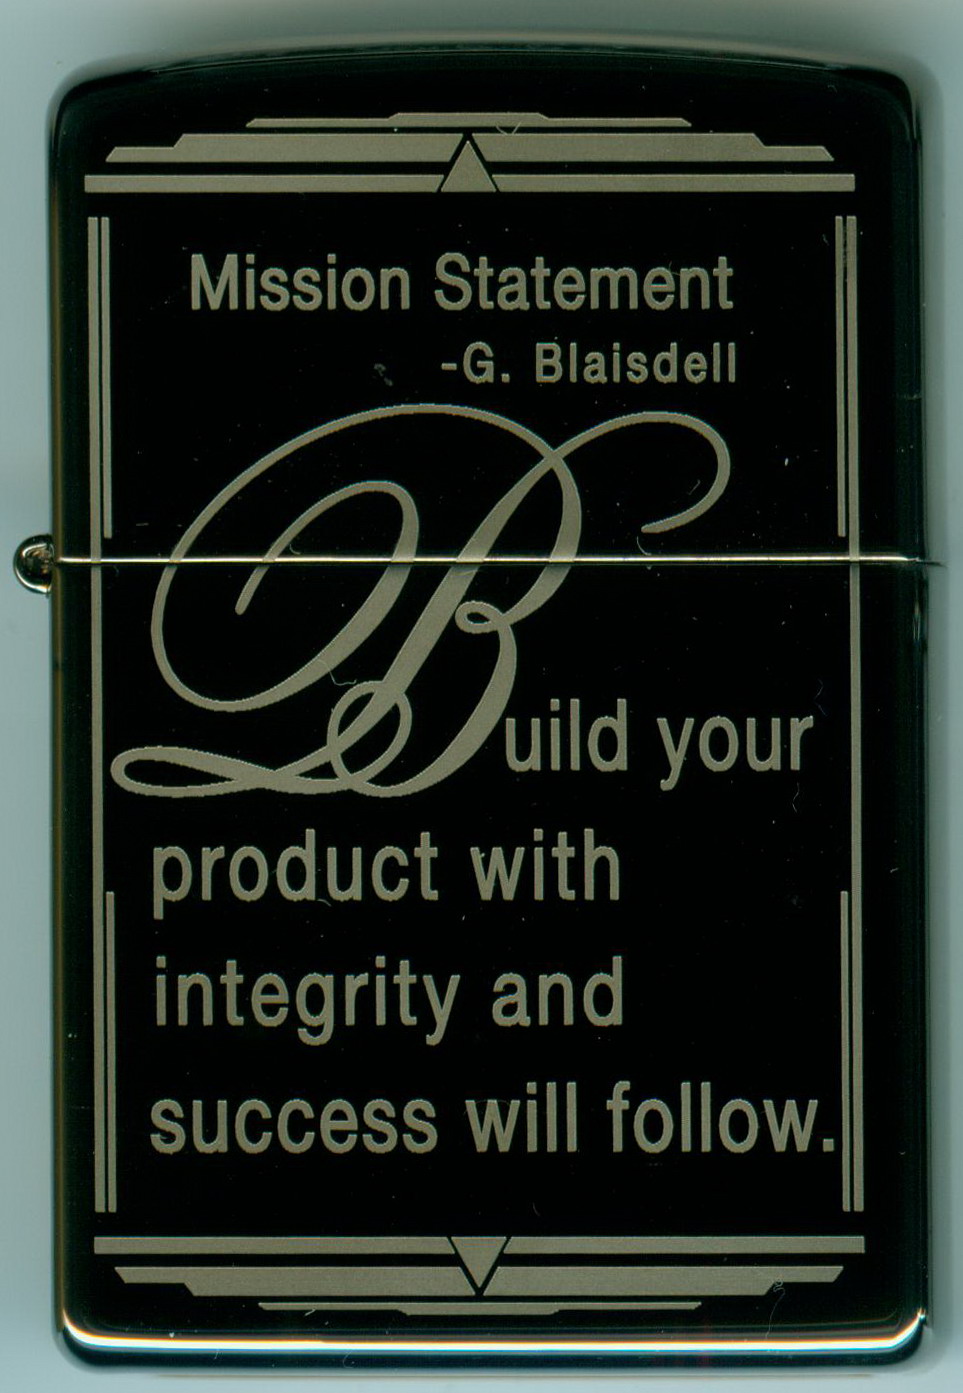 Mission Statement
-G. Blaisdell
Build your
product with
integrity and
success will follow.